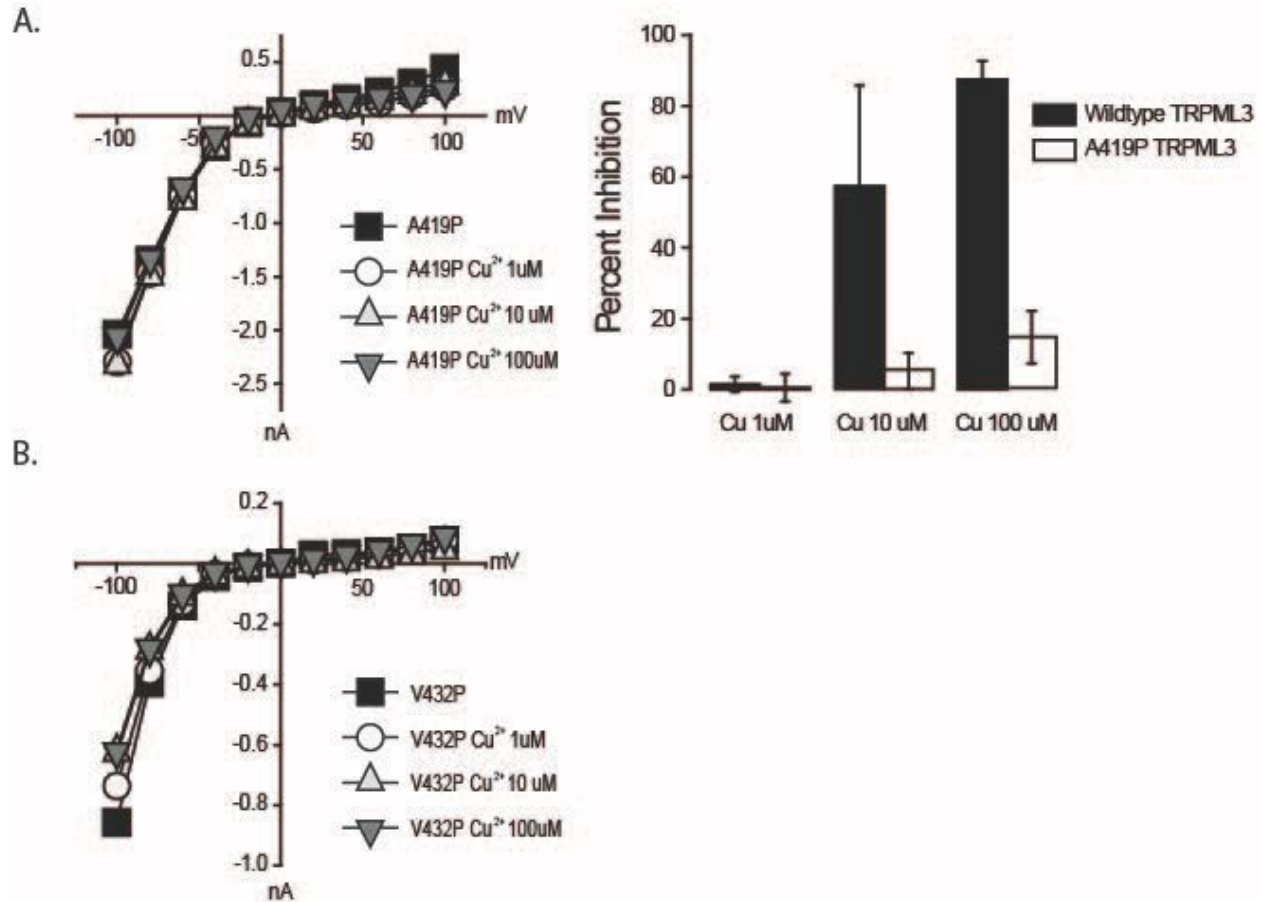 A.
0.5
mV
-100
-50
50
100
-0.5
-1.0
-1.5
-2.0
-2.5
nA
A419P
A419P Cu²⁺ 1uM
A419P Cu²⁺ 10 uM
A419P Cu²⁺ 100uM
Percent Inhibition
100
80
60
40
20
0
Cu 1uM
Cu 10 uM
Cu 100 uM
Wildtype TRPML3
A419P TRPML3
B.
0.2
mV
-100
50
100
-0.2
-0.4
-0.6
-0.8
-1.0
nA
V432P
V432P Cu²⁺ 1uM
V432P Cu²⁺ 10 uM
V432P Cu²⁺ 100uM